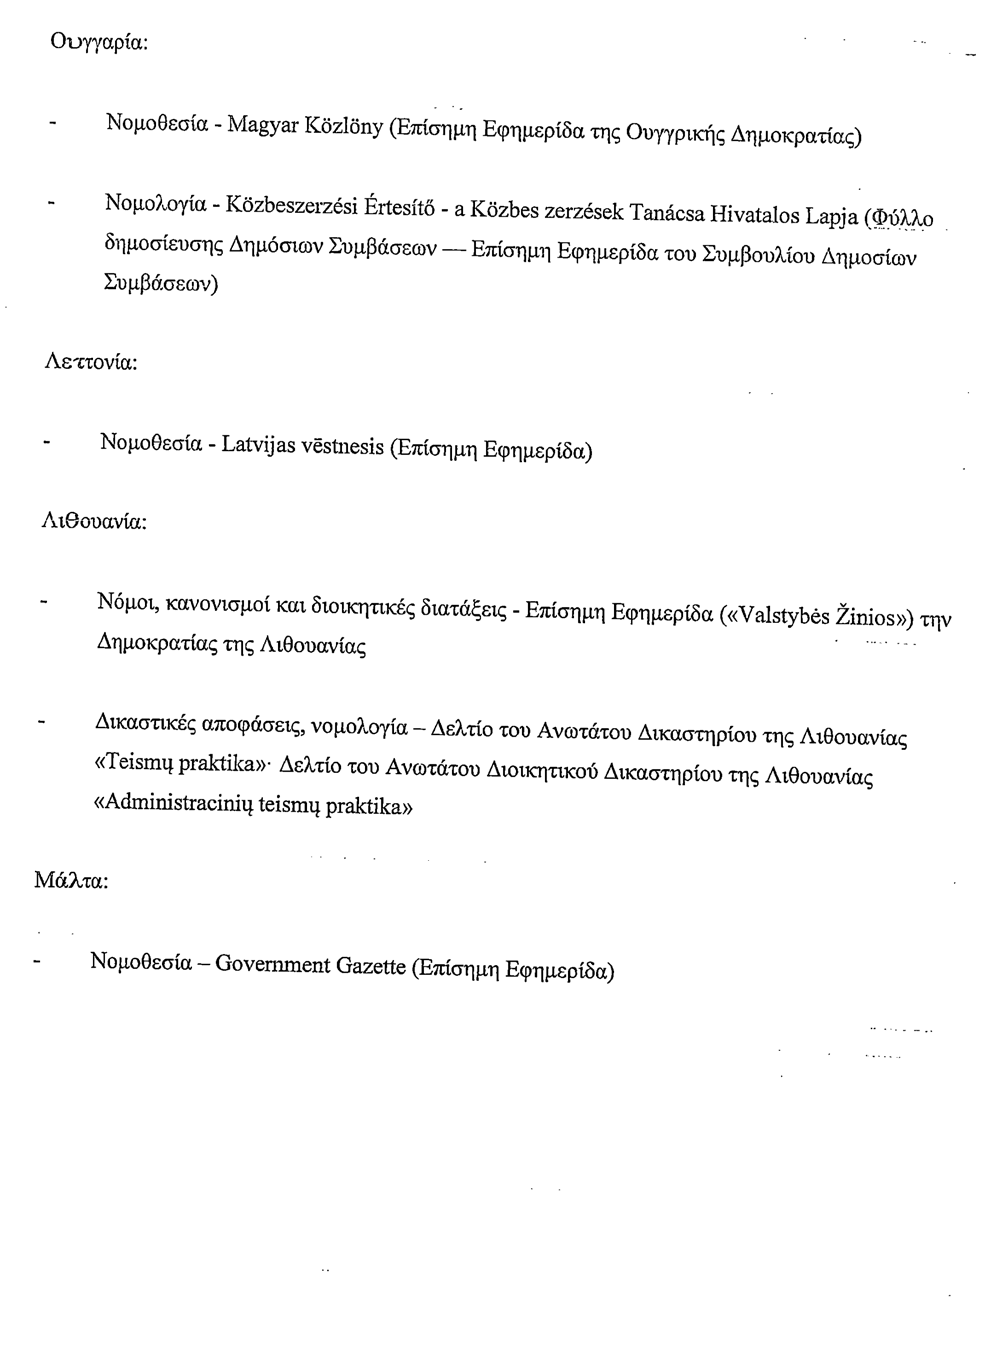 Ουγγαρία:
- Νομοθεσία - Magyar Közlöny (Επίσημη Εφημερίδα της Ουγγρικής Δημοκρατίας)
- Νομολογία - Közbeszerzési Értesítő - a Közbes zerzések Tanácsa Hivatalos Lapja (Φύλλο
δημοσίευσης Δημόσιων Συμβάσεων — Επίσημη Εφημερίδα του Συμβουλίου Δημοσίων
Συμβάσεων)
Λεττονία:
- Νομοθεσία - Latvijas vēstnesis (Επίσημη Εφημερίδα)
Λιθουανία:
- Νόμοι, κανονισμοί και διοικητικές διατάξεις - Επίσημη Εφημερίδα («Valstybės Žinios») την
Δημοκρατίας της Λιθουανίας
- Δικαστικές αποφάσεις, νομολογία – Δελτίο του Ανωτάτου Δικαστηρίου της Λιθουανίας
«Teismų praktika»· Δελτίο του Ανωτάτου Διοικητικού Δικαστηρίου της Λιθουανίας
«Administracinių teismų praktika»
Μάλτα:
- Νομοθεσία – Government Gazette (Επίσημη Εφημερίδα)